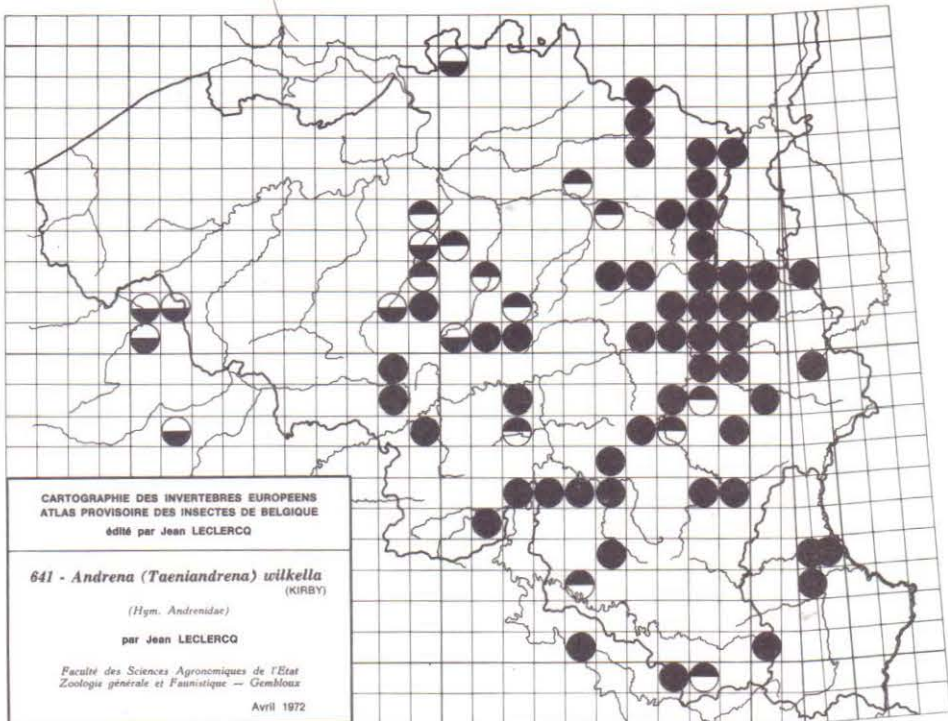 CARTOGRAPHIE DES INVERTEBRES EUROPEENS
ATLAS PROVISOIRE DES INSECTES DE BELGIQUE
édité par Jean LECLERCQ
641 - Andrena (Taeniandrena) wilkella
(KIRBY)
(Hym. Andrenidae)
par Jean LECLERCQ
Faculté des Sciences Agronomiques de l'Etat
Zoologie générale et Faunistique — Gembloux
Avril 1972